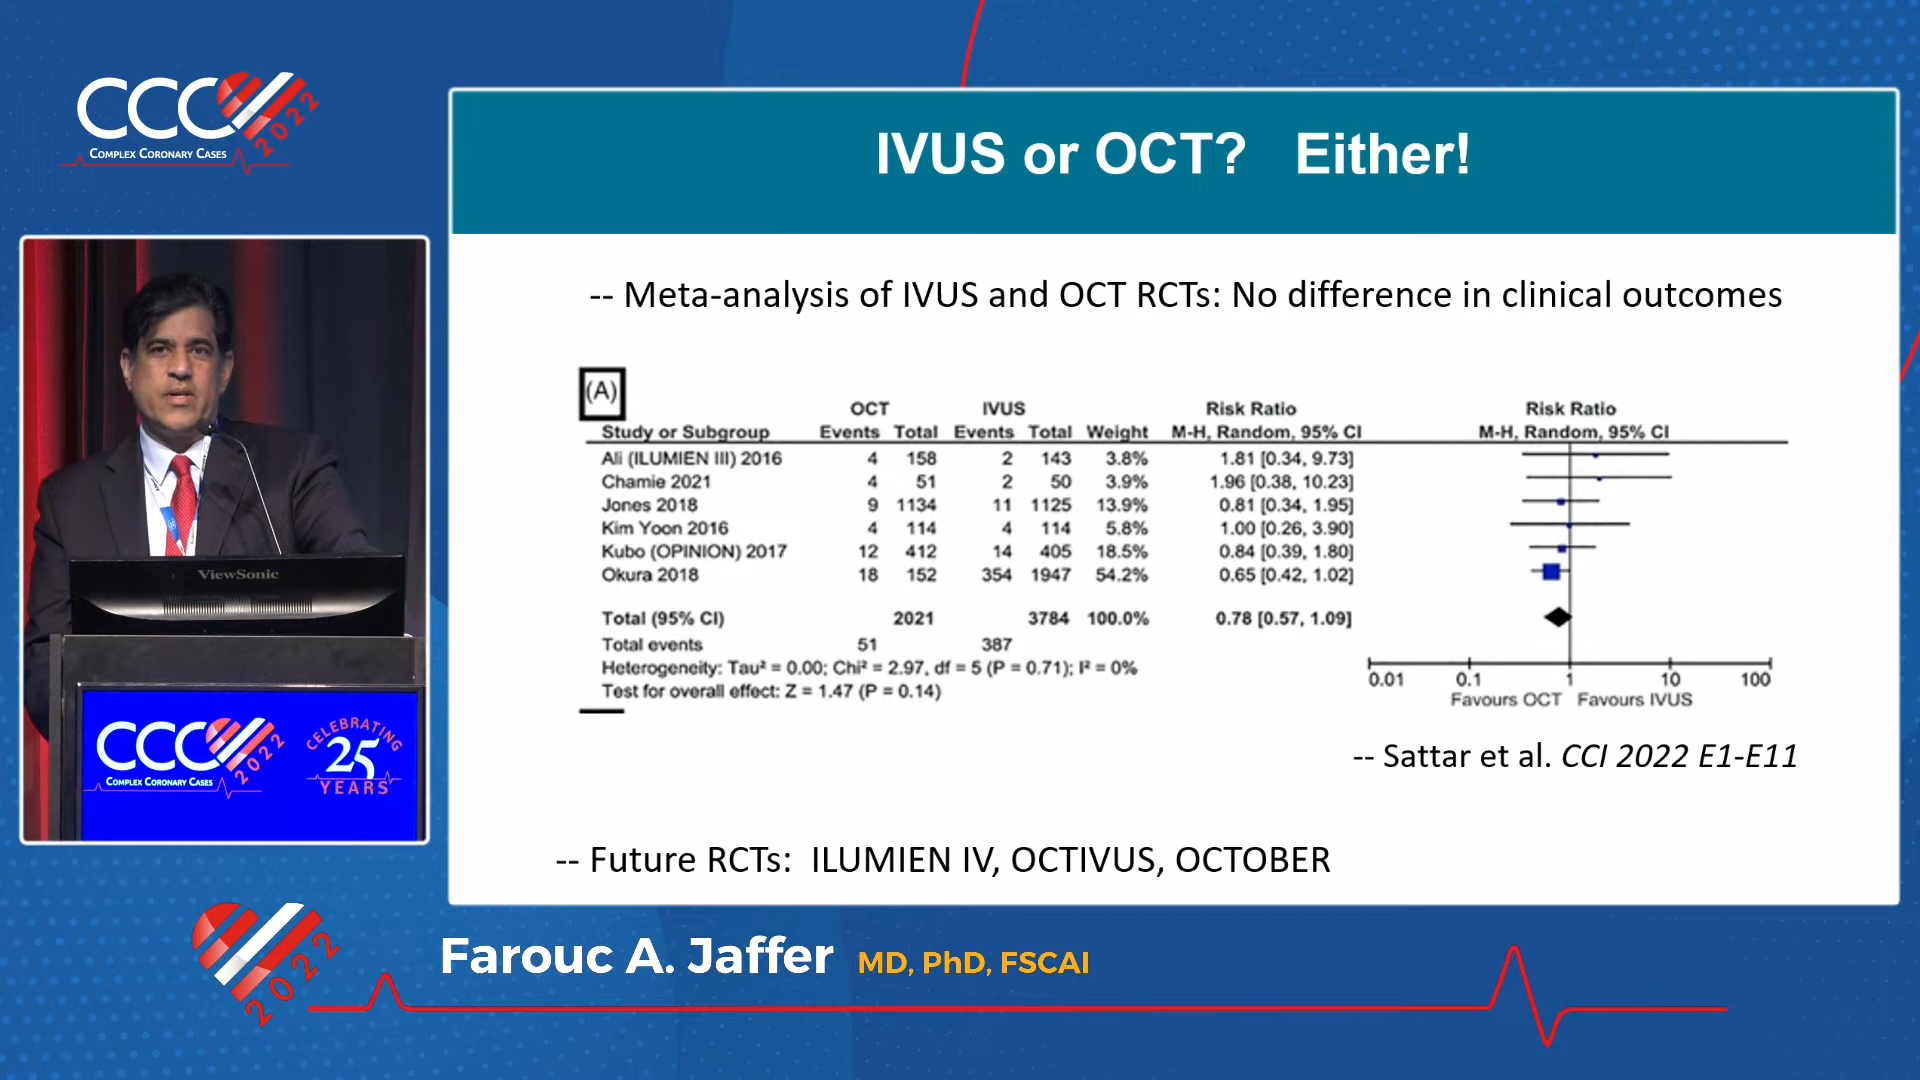 CCC
2022
COMPLEX CORONARY CASES
IVUS or OCT? Either!
-- Meta-analysis of IVUS and OCT RCTs: No difference in clinical outcomes
(A)
OCT IVUS Risk Ratio Risk Ratio
Study or Subgroup Events Total Events Total Weight M-H, Random, 95% CI M-H, Random, 95% CI
Ali (ILUMIEN III) 2016 4 158 2 143 3.8% 1.81 [0.34, 9.73]
Chamie 2021 4 51 2 50 3.9% 1.96 [0.38, 10.23]
Jones 2018 9 1134 11 1125 13.9% 0.81 [0.34, 1.95]
Kim Yoon 2016 4 114 4 114 5.8% 1.00 [0.26, 3.90]
Kubo (OPINION) 2017 12 412 14 405 18.5% 0.84 [0.39, 1.80]
Okura 2018 18 152 354 1947 54.2% 0.65 [0.42, 1.02]
Total (95% CI) 2021 3784 100.0% 0.78 [0.57, 1.09]
Total events 51 387
Heterogeneity: Tau² = 0.00; Chi² = 2.97, df = 5 (P = 0.71); I² = 0%
Test for overall effect: Z = 1.47 (P = 0.14)
0.01 0.1 1 10 100
Favours OCT Favours IVUS
-- Sattar et al. CCI 2022 E1-E11
-- Future RCTs: ILUMIEN IV, OCTIVUS, OCTOBER
ViewSonic
CCC
2022
COMPLEX CORONARY CASES
CELEBRATING
25
YEARS
2022
Farouc A. Jaffer MD, PhD, FSCAI